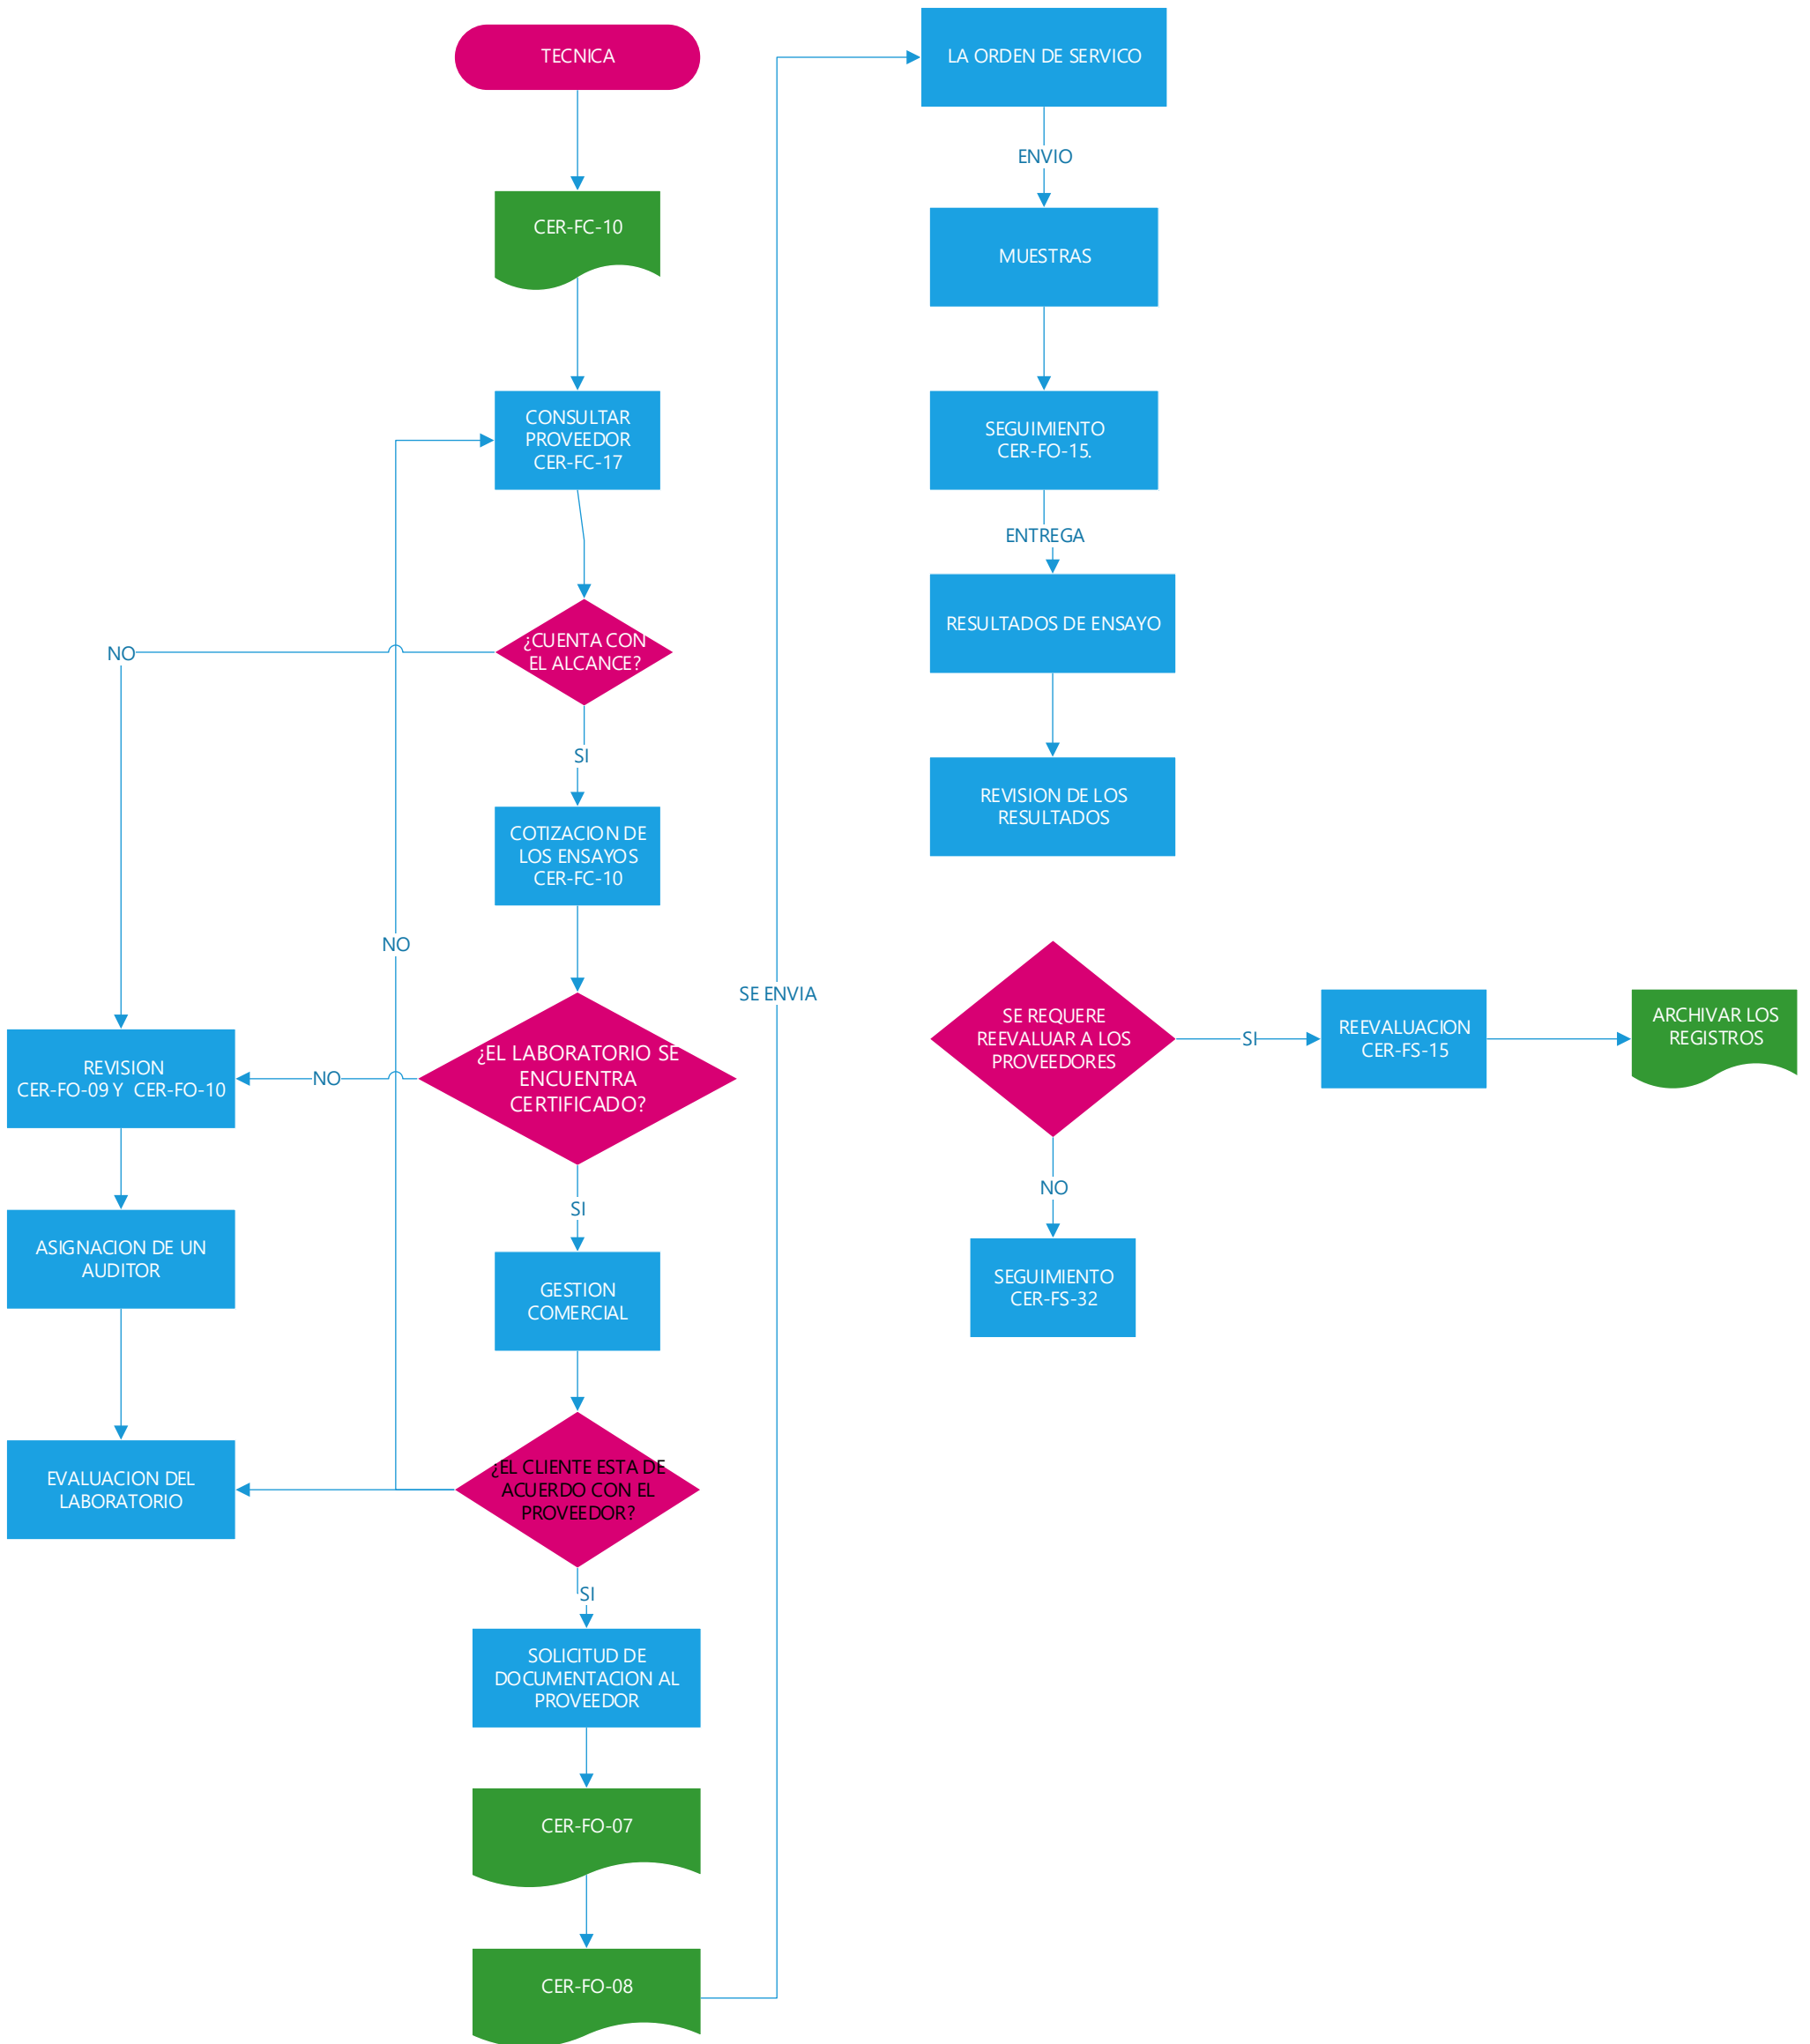 TECNICA
CER-FC-10
CONSULTAR
PROVEEDOR
CER-FC-17
¿CUENTA CON
EL ALCANCE?
NO
SI
COTIZACION DE
LOS ENSAYOS
CER-FC-10
NO
¿EL LABORATORIO SE
ENCUENTRA
CERTIFICADO?
NO
REVISION
CER-FO-09 Y  CER-FO-10
SI
ASIGNACION DE UN
AUDITOR
GESTION
COMERCIAL
EVALUACION DEL
LABORATORIO
¿EL CLIENTE ESTA DE
ACUERDO CON EL
PROVEEDOR?
SI
SOLICITUD DE
DOCUMENTACION AL
PROVEEDOR
CER-FO-07
CER-FO-08
SE ENVIA
LA ORDEN DE SERVICO
ENVIO
MUESTRAS
SEGUIMIENTO
CER-FO-15.
ENTREGA
RESULTADOS DE ENSAYO
REVISION DE LOS
RESULTADOS
SE REQUERE
REEVALUAR A LOS
PROVEEDORES
SI
REEVALUACION
CER-FS-15
ARCHIVAR LOS
REGISTROS
NO
SEGUIMIENTO
CER-FS-32